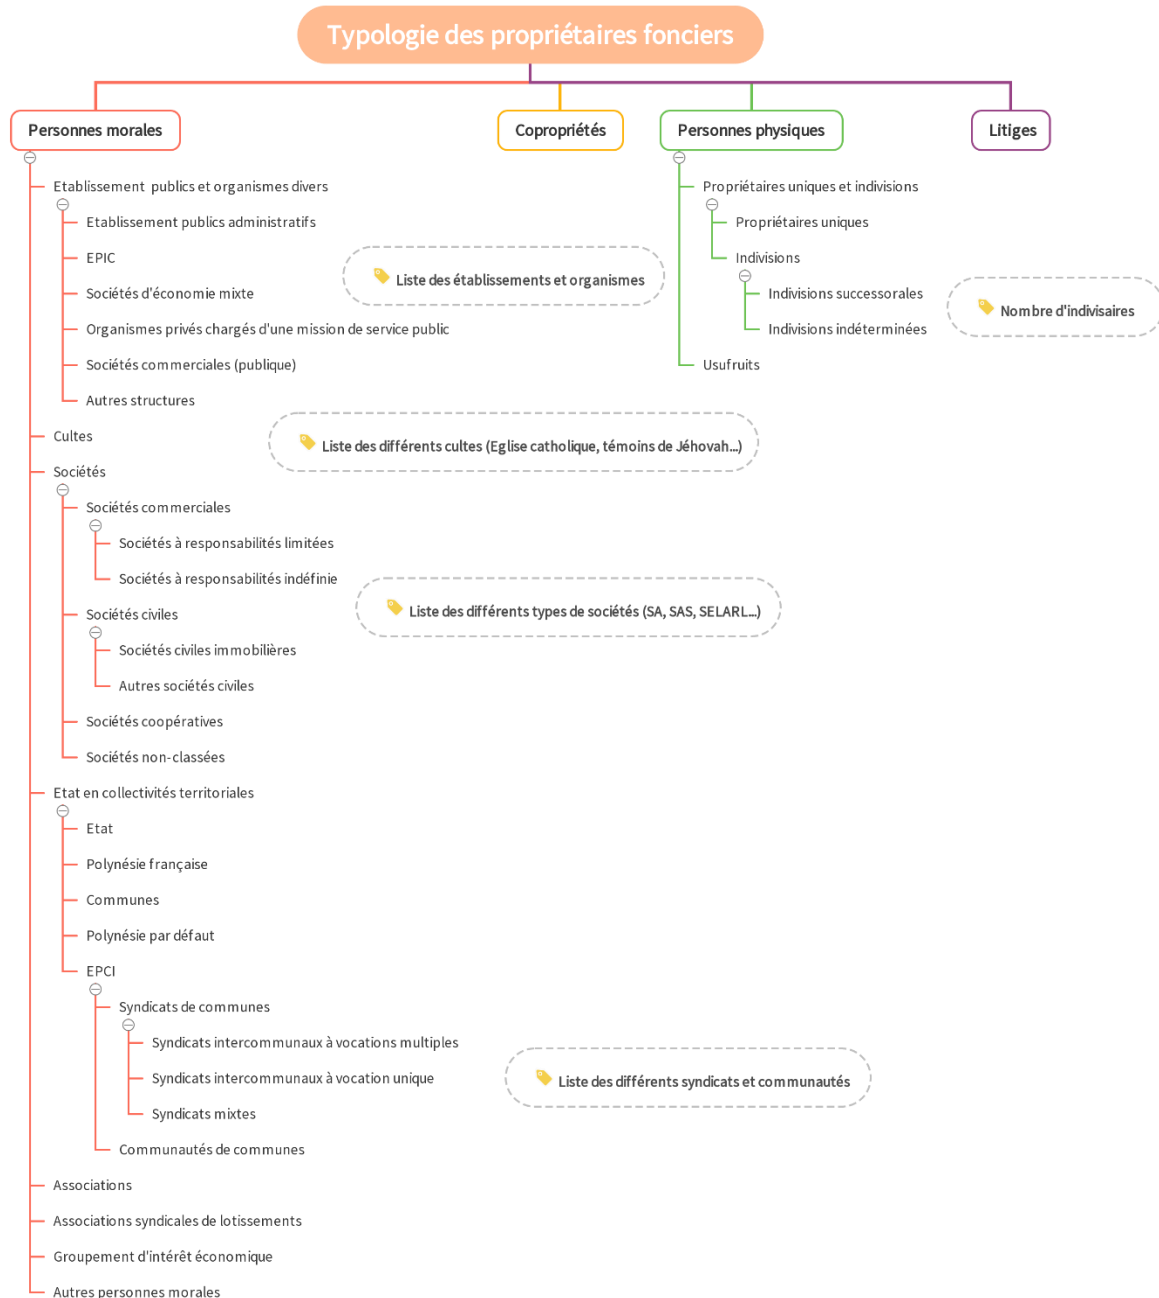 Typologie des propriétaires fonciers
Personnes morales
Etablissement publics et organismes divers
Etablissement publics administratifs
EPIC
Sociétés d'économie mixte
Organismes privés chargés d'une mission de service public
Sociétés commerciales (publique)
Autres structures
Liste des établissements et organismes
Cultes
Liste des différents cultes (Eglise catholique, témoins de Jéhovah...)
Sociétés
Sociétés commerciales
Sociétés à responsabilités limitées
Sociétés à responsabilités indéfinie
Sociétés civiles
Sociétés civiles immobilières
Autres sociétés civiles
Sociétés coopératives
Sociétés non-classées
Liste des différents types de sociétés (SA, SAS, SELARL...)
Etat en collectivités territoriales
Etat
Polynésie française
Communes
Polynésie par défaut
EPCI
Syndicats de communes
Syndicats intercommunaux à vocations multiples
Syndicats intercommunaux à vocation unique
Syndicats mixtes
Communautés de communes
Liste des différents syndicats et communautés
Associations
Associations syndicales de lotissements
Groupement d'intérêt économique
Autres personnes morales
Copropriétés
Personnes physiques
Propriétaires uniques et indivisions
Propriétaires uniques
Indivisions
Indivisions successorales
Indivisions indéterminées
Nombre d'indivisaires
Usufruits
Litiges